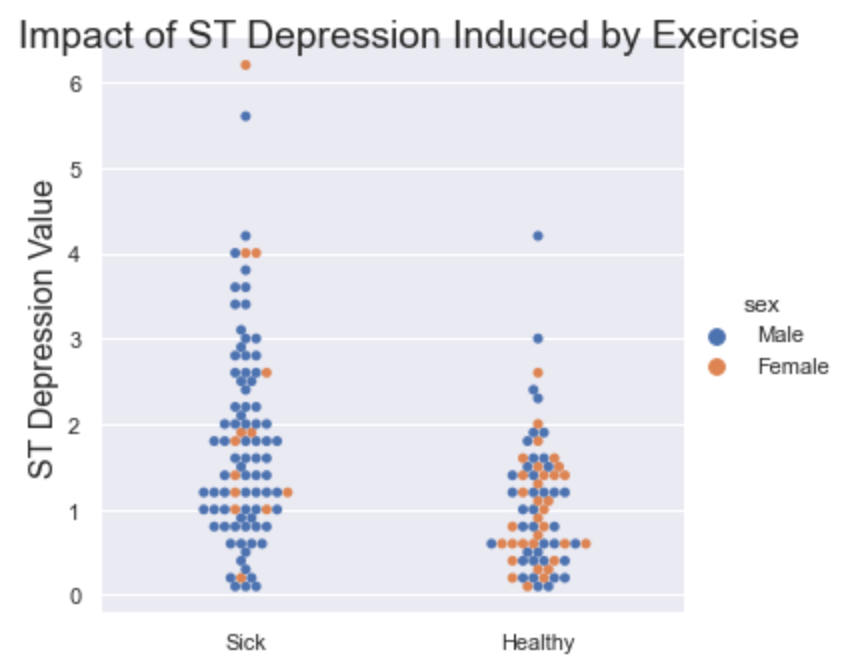 Impact of ST Depression Induced by Exercise
ST Depression Value
6
5
4
3
2
1
0
Sick
Healthy
sex
Male
Female